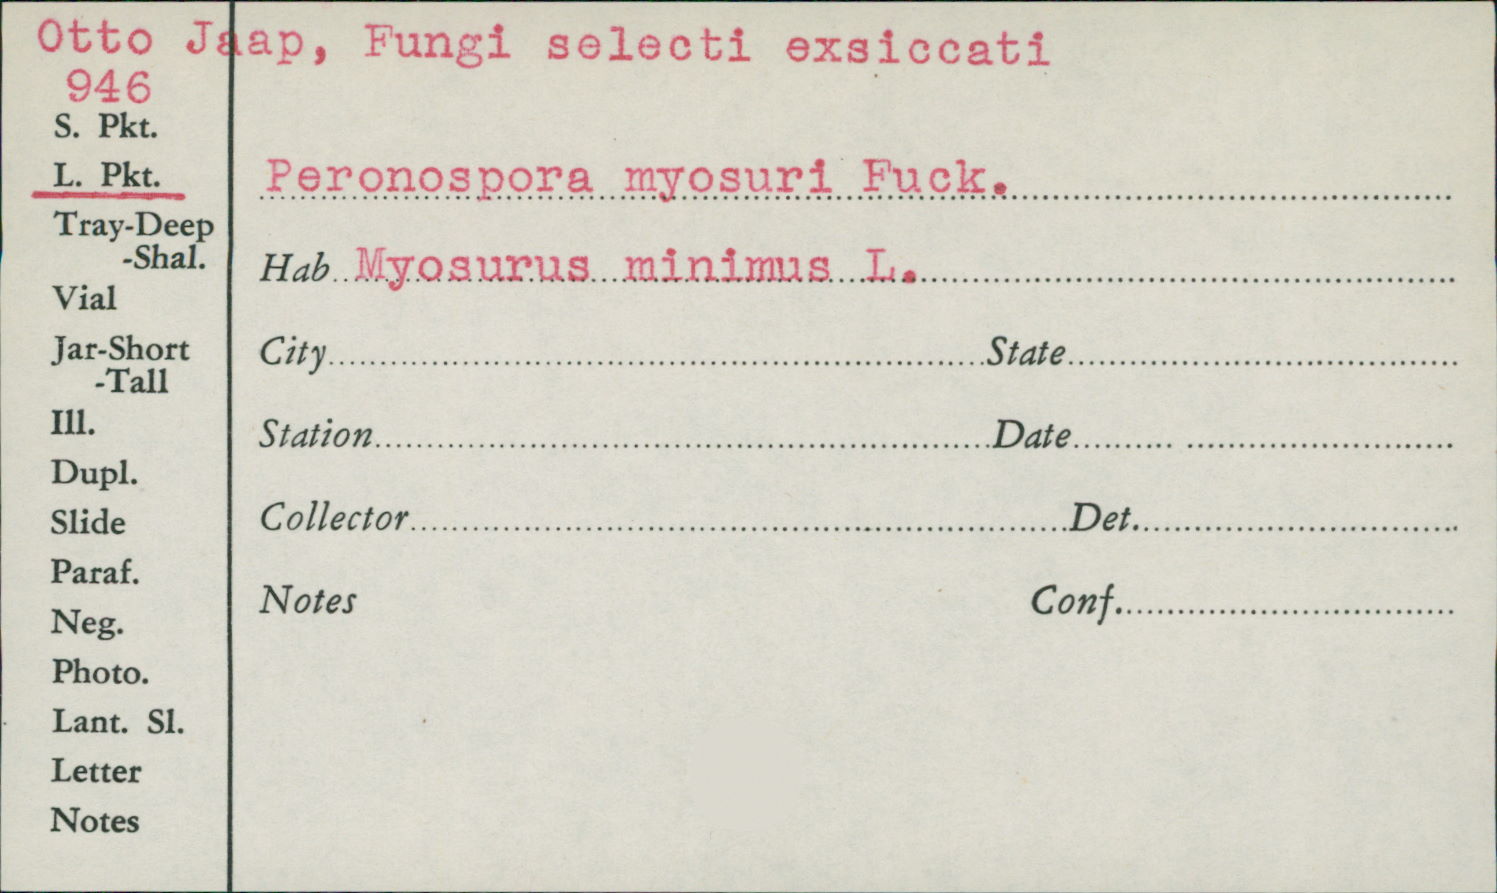 Otto Jaap, Fungi selecti exsiccati
946
S. Pkt.
L. Pkt.
Tray-Deep
-Shal.
Vial
Jar-Short
-Tall
Ill.
Dupl.
Slide
Paraf.
Neg.
Photo.
Lant. Sl.
Letter
Notes
Peronospora myosuri Fuck.
Hab Myosurus minimus L.
City State
Station Date
Collector Det.
Notes Conf.